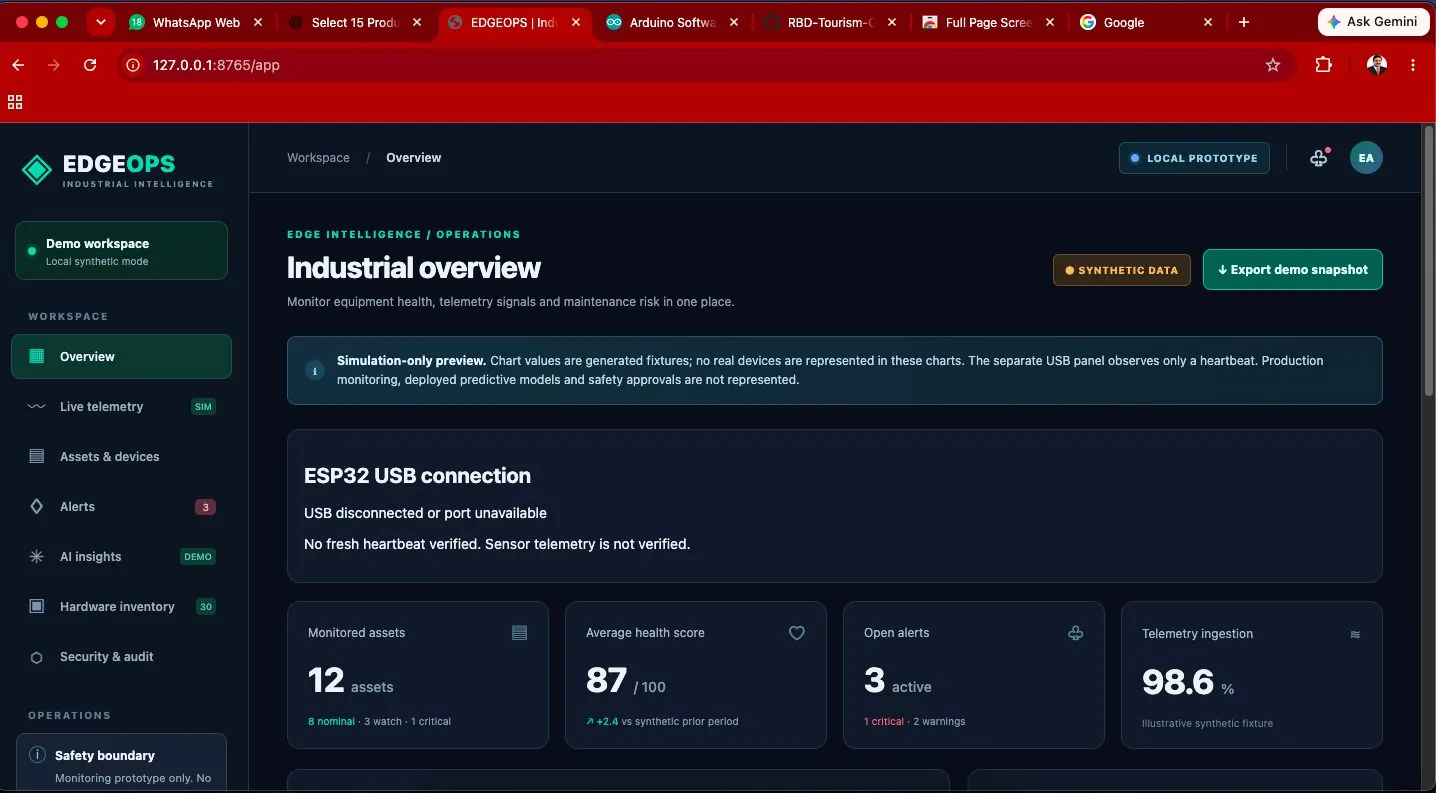 18 WhatsApp Web
Select 15 Produ
EDGEOPS | Ind
Arduino Softwa
RBD-Tourism-C
Full Page Scree
Google
Ask Gemini
127.0.0.1:8765/app
EDGEOPS
INDUSTRIAL INTELLIGENCE
Demo workspace
Local synthetic mode
WORKSPACE
Overview
Live telemetry SIM
Assets & devices
Alerts 3
AI insights DEMO
Hardware inventory 30
Security & audit
OPERATIONS
Safety boundary
Monitoring prototype only. No
Workspace / Overview
LOCAL PROTOTYPE
EA
EDGE INTELLIGENCE / OPERATIONS
Industrial overview
Monitor equipment health, telemetry signals and maintenance risk in one place.
SYNTHETIC DATA
↓ Export demo snapshot
Simulation-only preview. Chart values are generated fixtures; no real devices are represented in these charts. The separate USB panel observes only a heartbeat. Production
monitoring, deployed predictive models and safety approvals are not represented.
ESP32 USB connection
USB disconnected or port unavailable
No fresh heartbeat verified. Sensor telemetry is not verified.
Monitored assets
12 assets
8 nominal · 3 watch · 1 critical
Average health score
87 / 100
↗ +2.4 vs synthetic prior period
Open alerts
3 active
1 critical · 2 warnings
Telemetry ingestion
98.6 %
Illustrative synthetic fixture